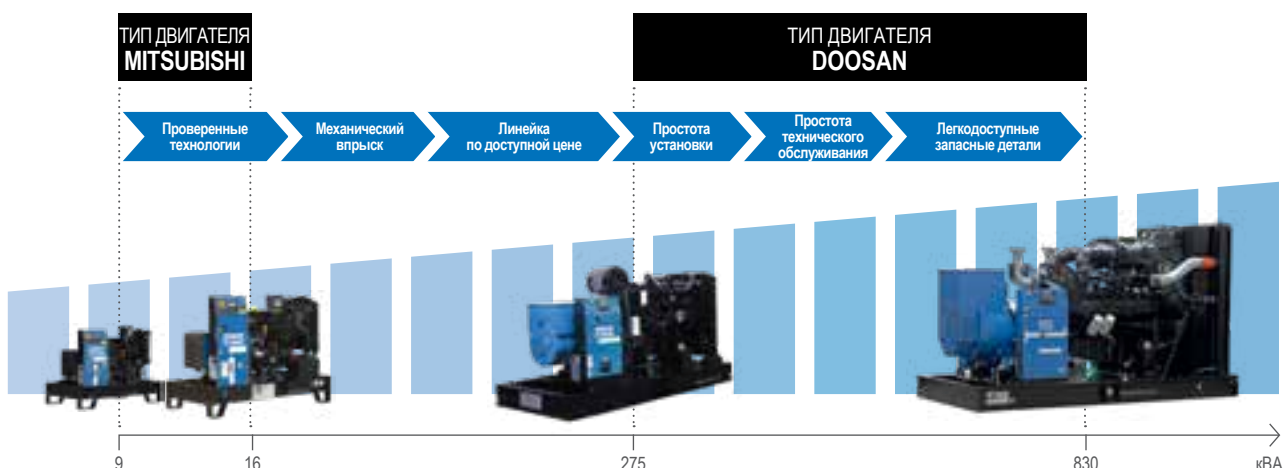 ТИП ДВИГАТЕЛЯ
MITSUBISHI
ТИП ДВИГАТЕЛЯ
DOOSAN
Проверенные
технологии
Механический
впрыск
Линейка
по доступной цене
Простота
установки
Простота
технического
обслуживания
Легкодоступные
запасные детали
9
16
275
830
кВА